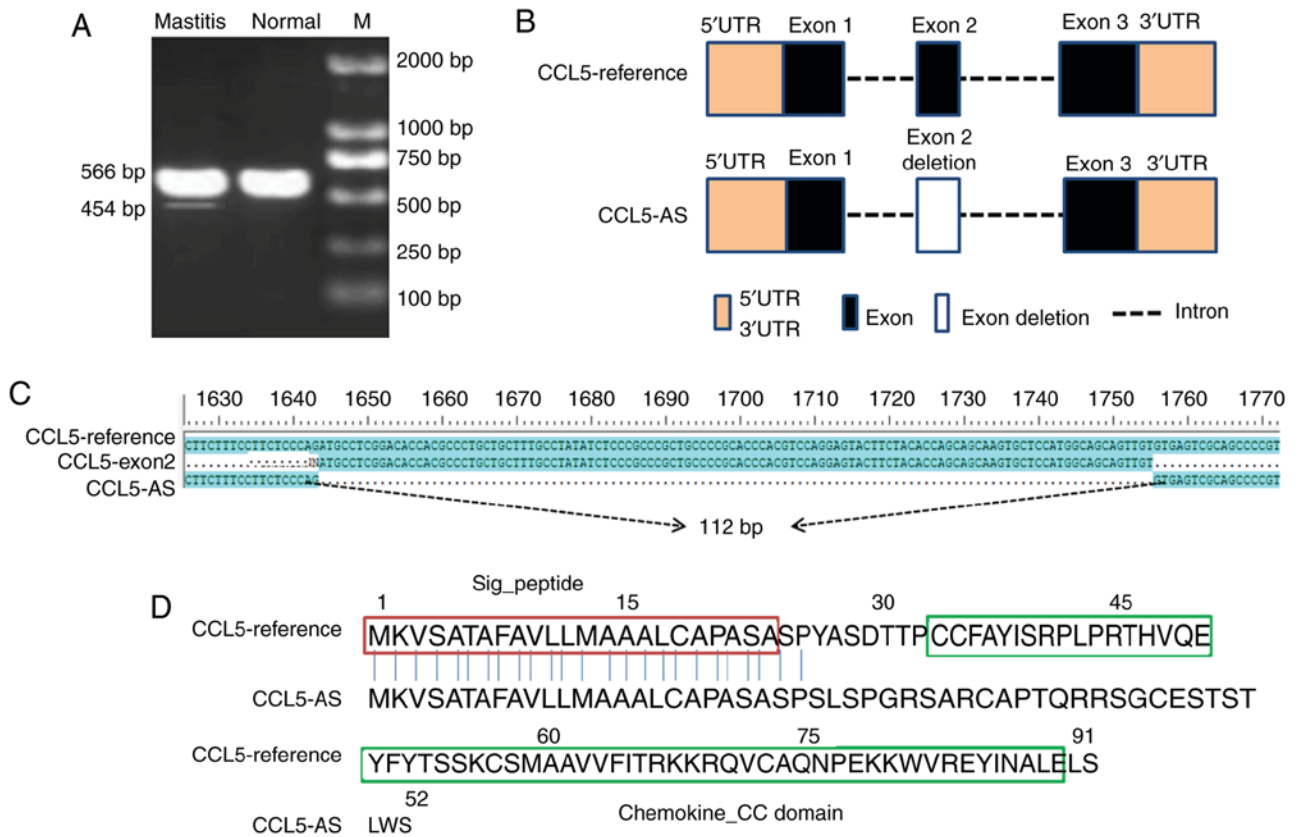 A
Mastitis Normal M
2000 bp
1000 bp
750 bp
566 bp
454 bp
500 bp
250 bp
100 bp
B
5′UTR Exon 1 Exon 2 Exon 3 3′UTR
CCL5-reference
5′UTR Exon 1 Exon 2 deletion Exon 3 3′UTR
CCL5-AS
5′UTR
3′UTR
Exon
Exon deletion
Intron
C
1630 1640 1650 1660 1670 1680 1690 1700 1710 1720 1730 1740 1750 1760 1770
CCL5-reference CTTCTTTCCTTCTCCCAGATGCCTCGGACACCACGCCCTGCTGCTTTGCCTATATCTCCCGCCCGCTGCCCCGCACCCACGTCCAGGAGTACTTCTACACCAGCAGCAAGTGCTCCATGGCAGCAGTTGTGTGAGTCGCAGCCCCGT
CCL5-exon2 ATGCCTCGGACACCACGCCCTGCTGCTTTGCCTATATCTCCCGCCCGCTGCCCCGCACCCACGTCCAGGAGTACTTCTACACCAGCAGCAAGTGCTCCATGGCAGCAGTTGT
CCL5-AS CTTCTTTCCTTCTCCCAG GTGAGTCGCAGCCCCGT
112 bp
D
Sig_peptide
1 15 30 45
CCL5-reference MKVSATAFAVLLMAAALCAPASASPYASDTTPCCFAYISRPLPRTHVQE
CCL5-AS MKVSATAFAVLLMAAALCAPASASPSLSPGRSARCAPTQRRSGCESTST
60 75 91
CCL5-reference YFYTSSKCSMAAVVFITRKKRQVCAQNPEKKWVREYINALELS
52
CCL5-AS LWS
Chemokine_CC domain